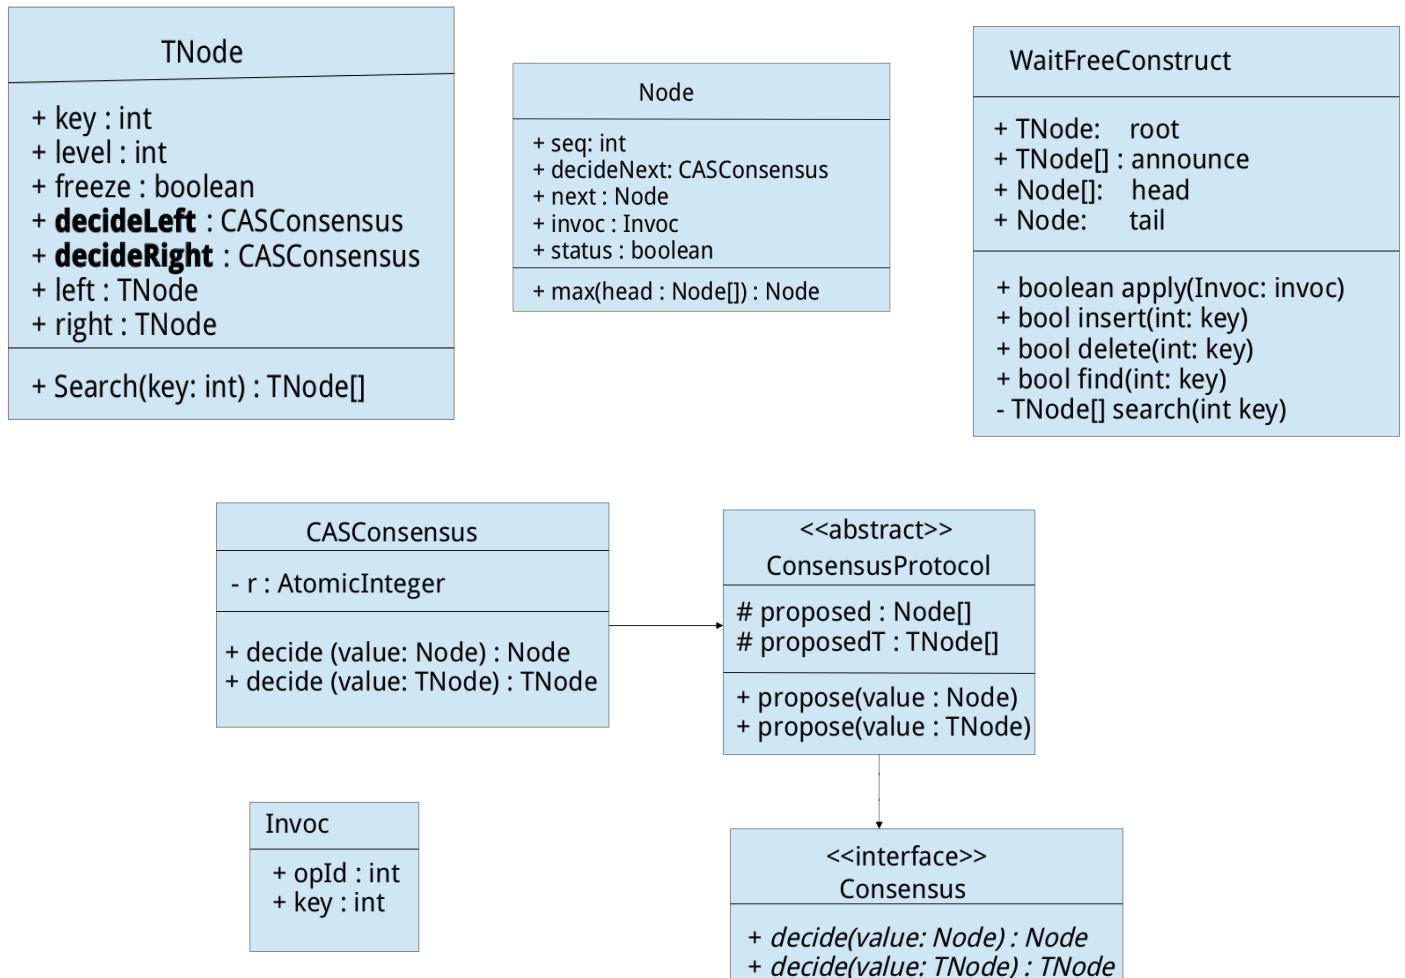 TNode
+ key : int
+ level : int
+ freeze : boolean
+ decideLeft : CASConsensus
+ decideRight : CASConsensus
+ left : TNode
+ right : TNode
+ Search(key: int) : TNode[]
Node
+ seq: int
+ decideNext: CASConsensus
+ next : Node
+ invoc : Invoc
+ status : boolean
+ max(head : Node[]) : Node
WaitFreeConstruct
+ TNode: root
+ TNode[] : announce
+ Node[]: head
+ Node: tail
+ boolean apply(Invoc: invoc)
+ bool insert(int: key)
+ bool delete(int: key)
+ bool find(int: key)
- TNode[] search(int key)
CASConsensus
- r : AtomicInteger
+ decide (value: Node) : Node
+ decide (value: TNode) : TNode
<<abstract>>
ConsensusProtocol
# proposed : Node[]
# proposedT : TNode[]
+ propose(value : Node)
+ propose(value : TNode)
Invoc
+ opId : int
+ key : int
<<interface>>
Consensus
+ decide(value: Node) : Node
+ decide(value: TNode) : TNode